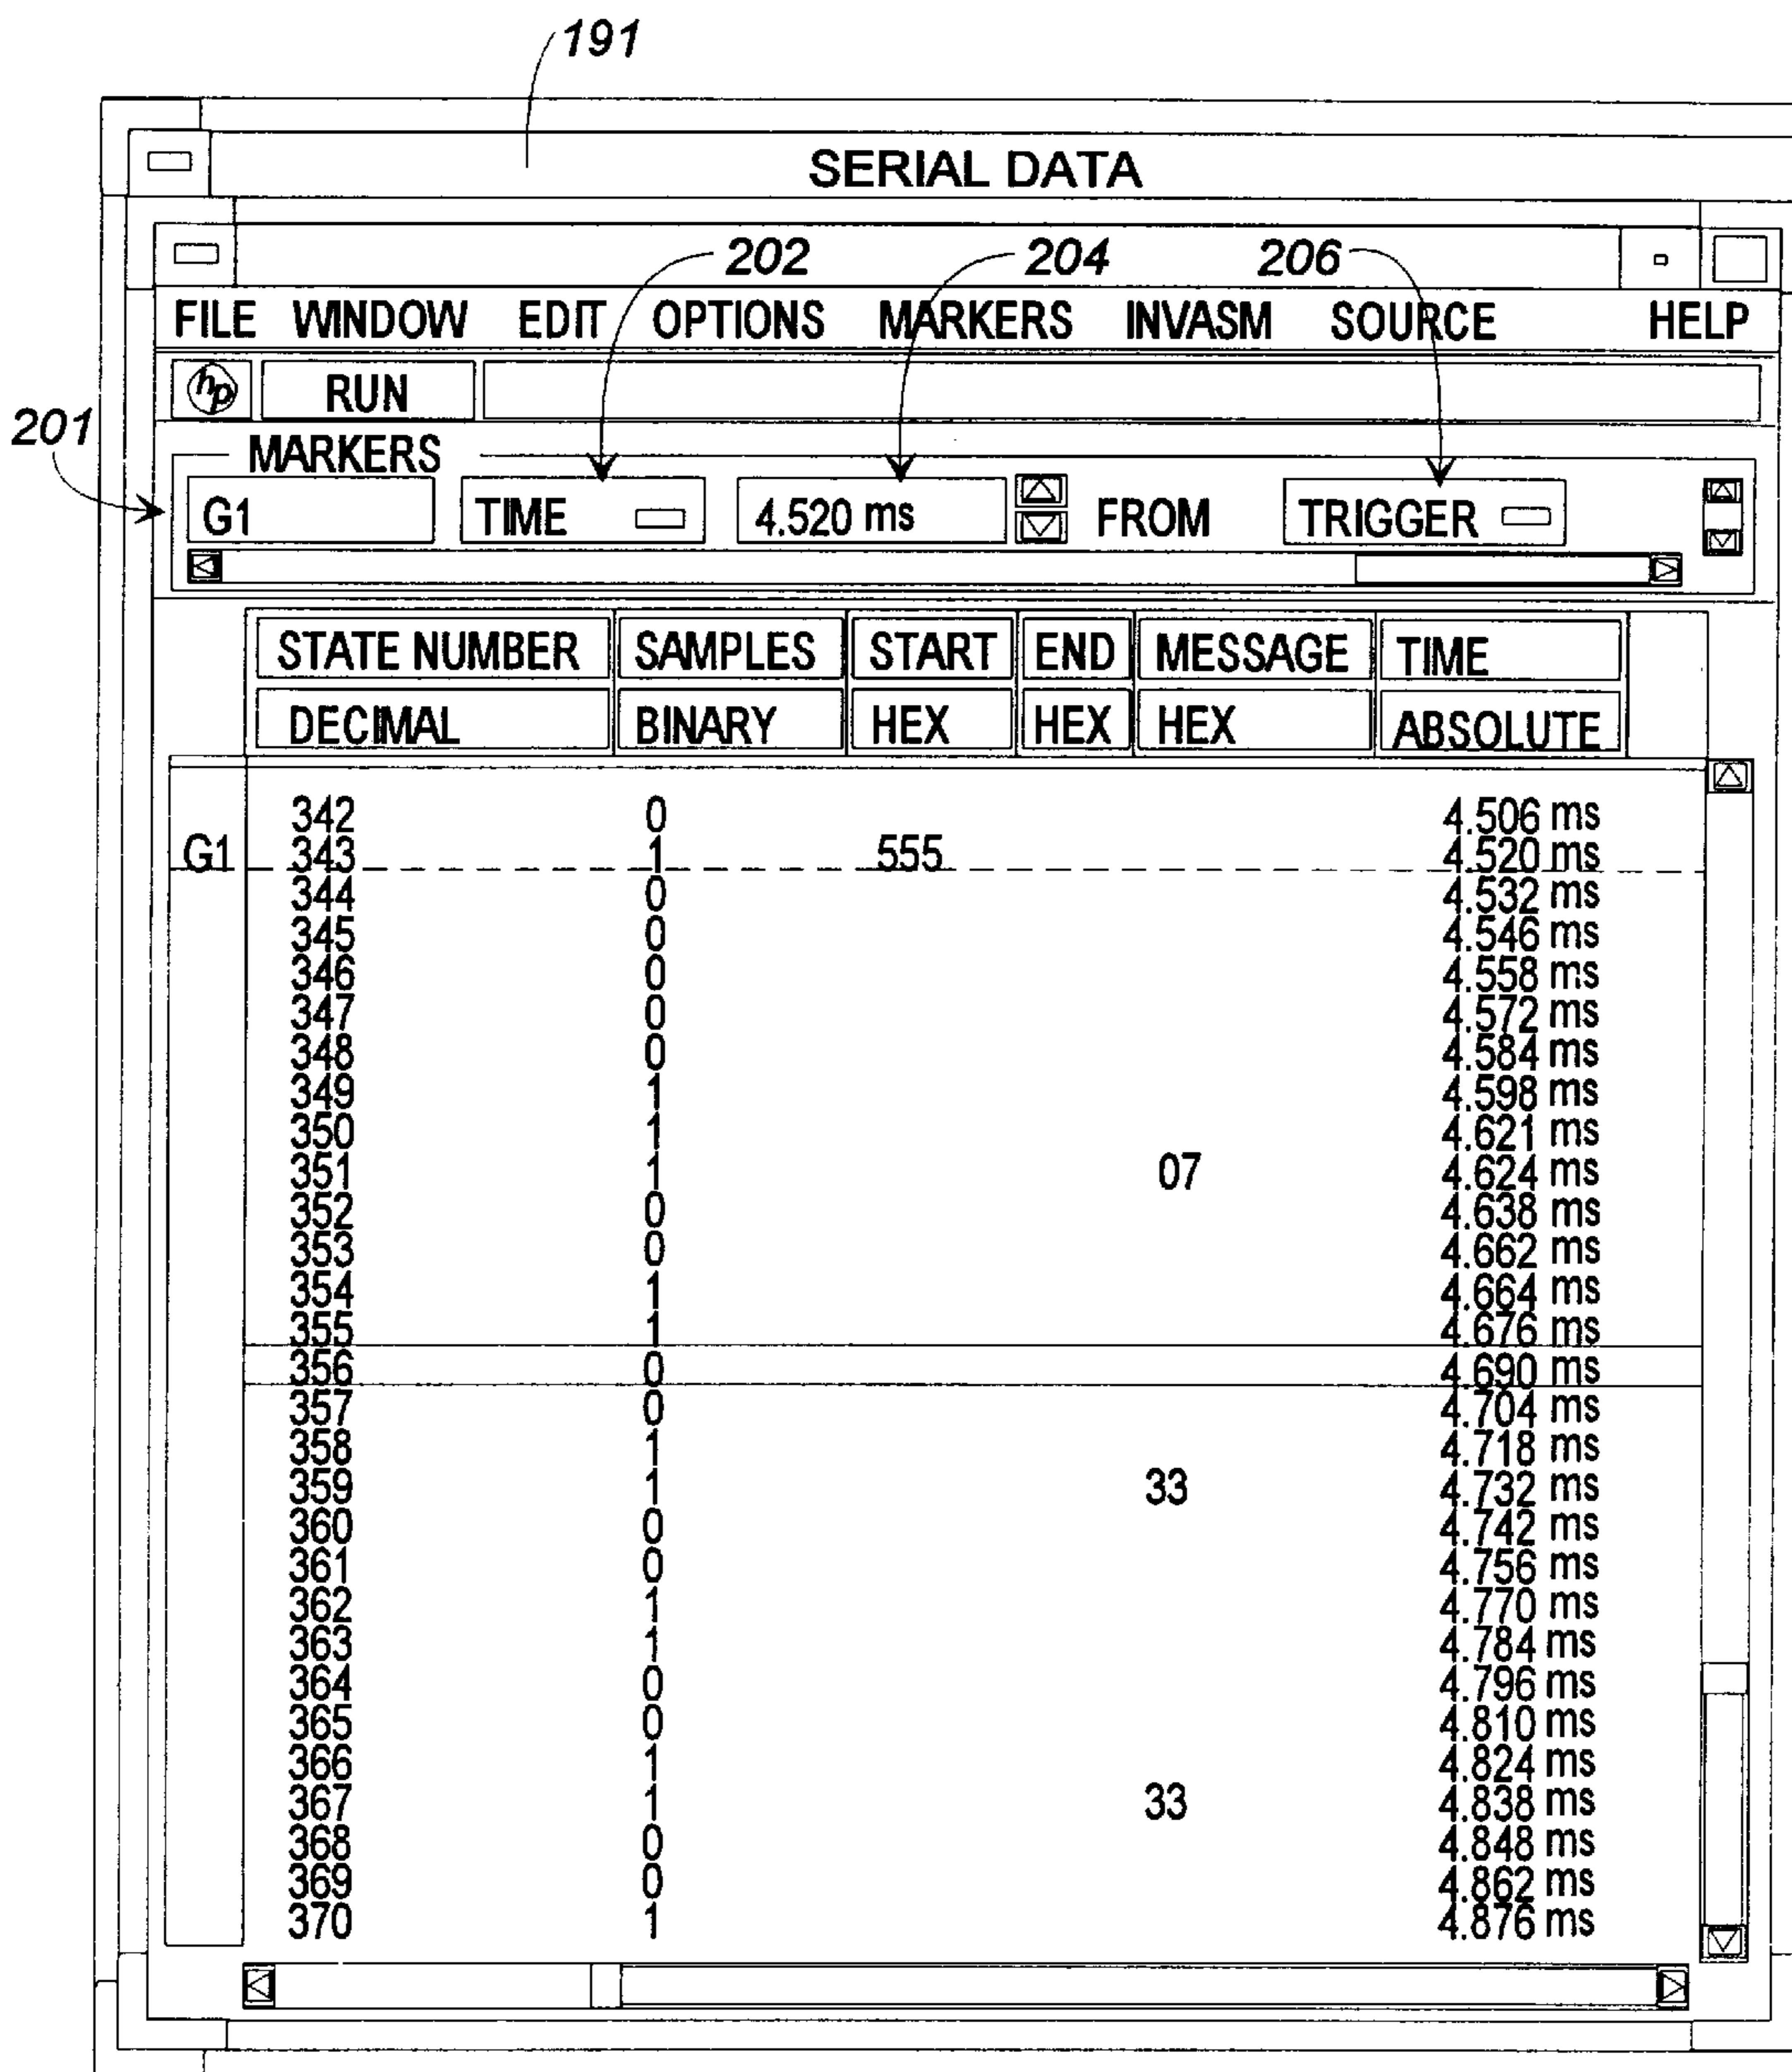 191
SERIAL DATA
202 204 206
FILE WINDOW EDIT OPTIONS MARKERS INVASM SOURCE HELP
hp RUN
201
MARKERS
G1 TIME 4.520 ms FROM TRIGGER
STATE NUMBER SAMPLES START END MESSAGE TIME
DECIMAL BINARY HEX HEX HEX ABSOLUTE
342 0 4.506 ms
G1 343 1 555 4.520 ms
344 0 4.532 ms
345 0 4.546 ms
346 0 4.558 ms
347 0 4.572 ms
348 0 4.584 ms
349 1 4.598 ms
350 1 4.621 ms
351 1 07 4.624 ms
352 0 4.638 ms
353 0 4.662 ms
354 1 4.664 ms
355 1 4.676 ms
356 0 4.690 ms
357 0 4.704 ms
358 1 4.718 ms
359 1 33 4.732 ms
360 0 4.742 ms
361 0 4.756 ms
362 1 4.770 ms
363 1 4.784 ms
364 0 4.796 ms
365 0 4.810 ms
366 1 4.824 ms
367 1 33 4.838 ms
368 0 4.848 ms
369 0 4.862 ms
370 1 4.876 ms